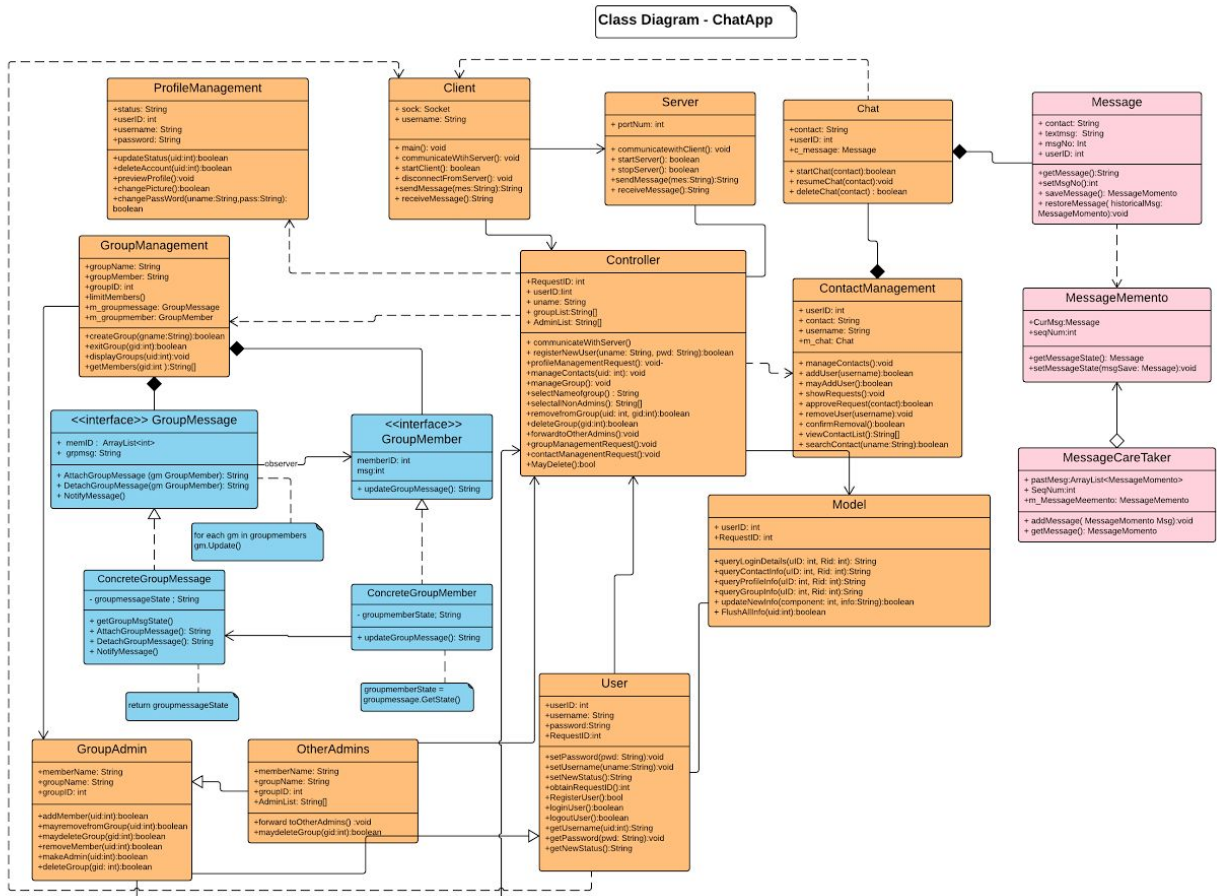 Class Diagram - ChatApp
ProfileManagement
+status: String
+userID: int
+username: String
+password: String
+updateStatus(uid:int):boolean
+deleteAccount(uid:int):boolean
+previewProfile():void
+changePicture():boolean
+changePassWord(uname:String,pass:String):
boolean
Client
+ sock: Socket
+ username: String
+ main(): void
+ communicateWithServer(): void
+ startClient(): boolean
+ disconnectFromServer(): void
+sendMessage(mes:String):String
+ receiveMessage():String
Server
+ portNum: int
+ communicatewithClient(): void
+ startServer(): boolean
+ stopServer(): boolean
+sendMessage(mes:String):String
+ receiveMessage():String
Chat
+contact: String
+userID: int
+c_message: Message
+ startChat(contact):boolean
+ resumeChat(contact):void
+ deleteChat(contact) : boolean
Message
+ contact: String
+ textmsg: String
+ msgNo: Int
+ userID: int
+getMessage():String
+setMsgNo():int
+ saveMessage(): MessageMomento
+ restoreMessage( historicalMsg:
MessageMomento):void
GroupManagement
+groupName: String
+groupMember: String
+groupID: int
+limitMembers()
+m_groupmessage: GroupMessage
+m_groupmember: GroupMember
+createGroup(gname:String):boolean
+exitGroup(gid:int):boolean
+displayGroups(uid:int):void
+getMembers(gid:int ):String[]
Controller
+RequestID: int
+ userID:Iint
+ uname: String
+ groupList:String[]
+ AdminList: String[]
+ communicateWithServer()
+ registerNewUser(uname: String, pwd: String):boolean
+profileManagementRequest(): void-
+ manageContacts(uid: int): void
+manageGroup(): void
+ selectNameofgroup() : String
+ selectallNonAdmins(): String[]
+ removefromGroup(uid: int, gid:int):boolean
+ deleteGroup(gid:int):boolean
+ forwardtoOtherAdmins():void
+ groupManagementRequest():void
+ contactManagenentRequest():void
+MayDelete():bool
ContactManagement
+ userID: int
+ contact: String
+ username: String
+m_chat: Chat
+ manageContacts():void
+ addUser(username):boolean
+ mayAddUser():boolean
+ showRequests():void
+ approveRequest(contact):boolean
+ removeUser(username):void
+ confirmRemoval():boolean
+ viewContactList():String[]
+ searchContact(uname:String):boolean
MessageMemento
+CurMsg:Message
+seqNum:int
+getMessageState(): Message
+setMessageState(msgSave: Message):void
<<interface>> GroupMessage
+ memID : ArrayList<int>
+ grpmsg: String
+ AttachGroupMessage (gm GroupMember): String
+ DetachGroupMessage(gm GroupMember): String
+ NotifyMessage()
observer
<<interface>>
GroupMember
memberID: int
msg:int
+ updateGroupMessage(): String
for each gm in groupmembers
gm.Update()
MessageCareTaker
+ pastMesg:ArrayList<MessageMomento>
+ SeqNum:int
+m_MessageMeemento: MessageMemento
+ addMessage( MessageMomento Msg):void
+ getMessage(): MessageMomento
Model
+ userID: int
+RequestID: int
+queryLoginDetails(uID: int, Rid: int): String
+queryContactInfo(uID: int, Rid: int):String
+queryProfileInfo(uID: int, Rid: int):String
+queryGroupInfo(uID: int, Rid: int):String
+ updateNewInfo(component: int, info:String):boolean
+ FlushAllInfo(uid:int):boolean
ConcreteGroupMessage
- groupmessageState ; String
+ getGroupMsgState()
+ AttachGroupMessage(): String
+ DetachGroupMessage(): String
+ NotifyMessage()
ConcreteGroupMember
- groupmemberState; String
+ updateGroupMessage(): String
return groupmessageState
groupmemberState =
groupmessage.GetState()
User
+userID: int
+username: String
+password:String
+RequestID:int
+setPassword(pwd: String):void
+setUsername(uname:String):void
+setNewStatus():String
+obtainRequestID():int
+RegisterUser():bool
+loginUser():boolean
+logoutUser():boolean
+getUsername(uid:int):String
+getPassword(pwd: String):void
+getNewStatus():String
GroupAdmin
+memberName: String
+groupName: String
+groupID: int
+addMember(uid:int):boolean
+mayremovefromGroup(uid:int):boolean
+maydeleteGroup(gid:int):boolean
+removeMember(uid:int):boolean
+makeAdmin(uid:int):boolean
+deleteGroup(gid: int):boolean
OtherAdmins
+memberName: String
+groupName: String
+groupID: int
+AdminList: String[]
+forward toOtherAdmins() :void
+maydeleteGroup(gid:int):boolean